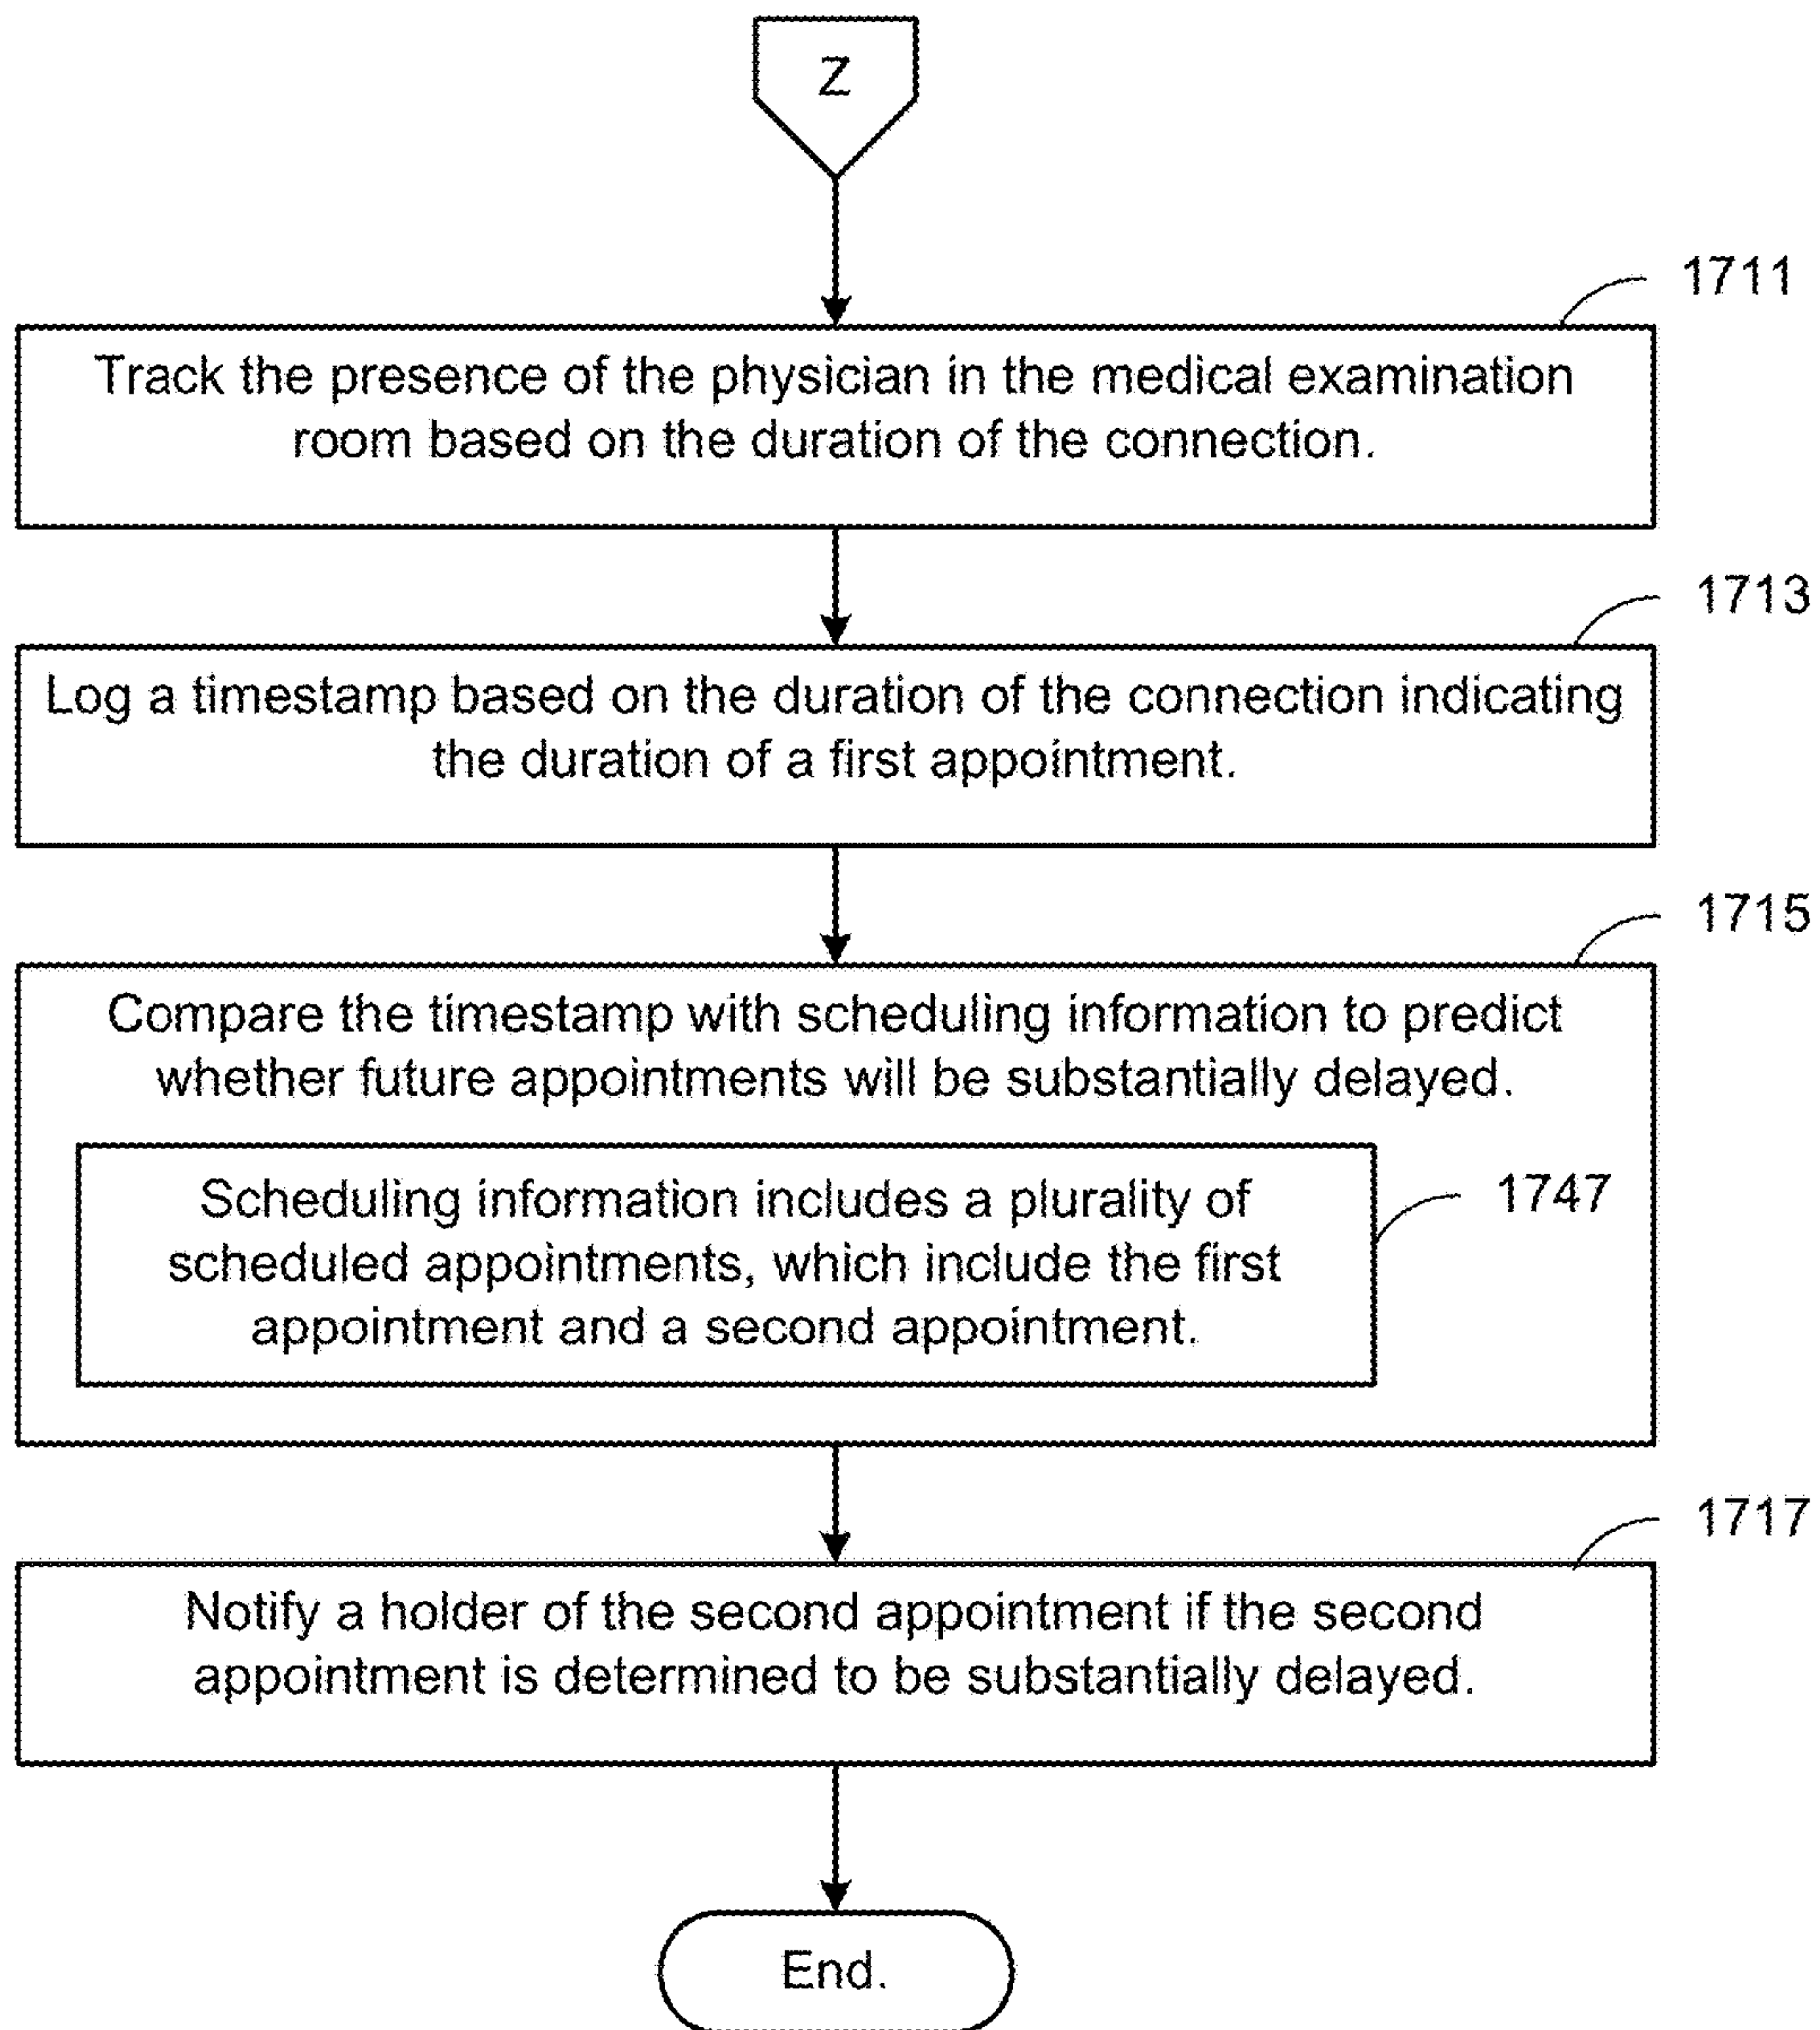 Z
1711
Track the presence of the physician in the medical examination
room based on the duration of the connection.
1713
Log a timestamp based on the duration of the connection indicating
the duration of a first appointment.
1715
Compare the timestamp with scheduling information to predict
whether future appointments will be substantially delayed.
1747
Scheduling information includes a plurality of
scheduled appointments, which include the first
appointment and a second appointment.
1717
Notify a holder of the second appointment if the second
appointment is determined to be substantially delayed.
End.